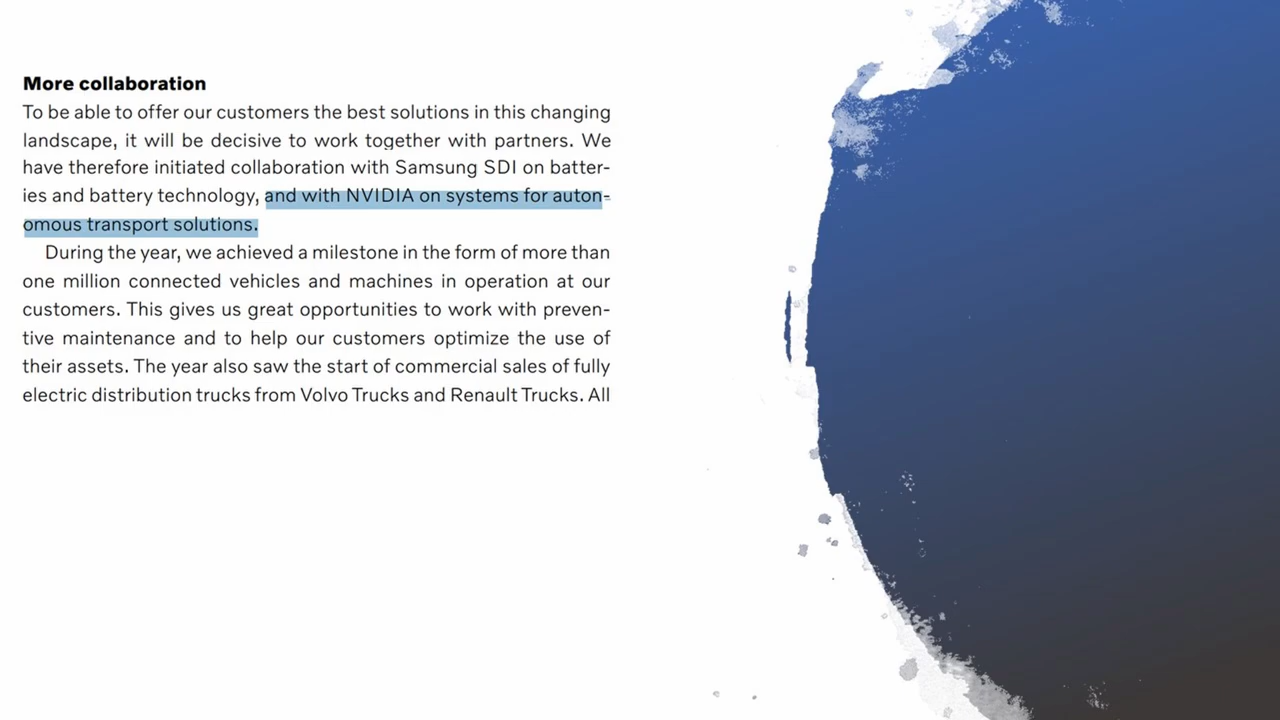 More collaboration
To be able to offer our customers the best solutions in this changing
landscape, it will be decisive to work together with partners. We
have therefore initiated collaboration with Samsung SDI on batter-
ies and battery technology, and with NVIDIA on systems for auton-
omous transport solutions.
During the year, we achieved a milestone in the form of more than
one million connected vehicles and machines in operation at our
customers. This gives us great opportunities to work with preven-
tive maintenance and to help our customers optimize the use of
their assets. The year also saw the start of commercial sales of fully
electric distribution trucks from Volvo Trucks and Renault Trucks. All